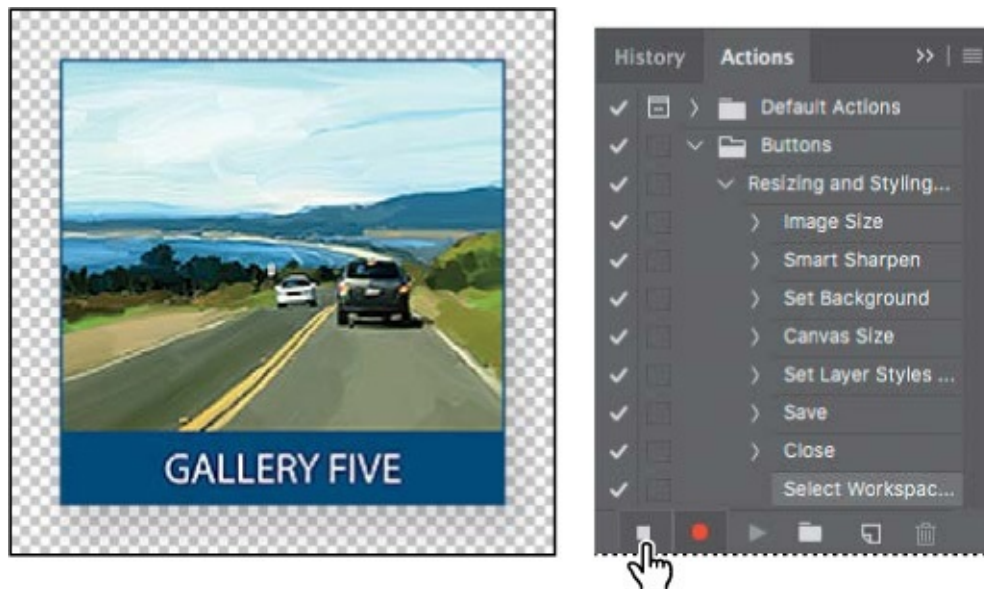 GALLERY FIVE
History Actions
Default Actions
Buttons
Resizing and Styling...
Image Size
Smart Sharpen
Set Background
Canvas Size
Set Layer Styles ...
Save
Close
Select Workspac...